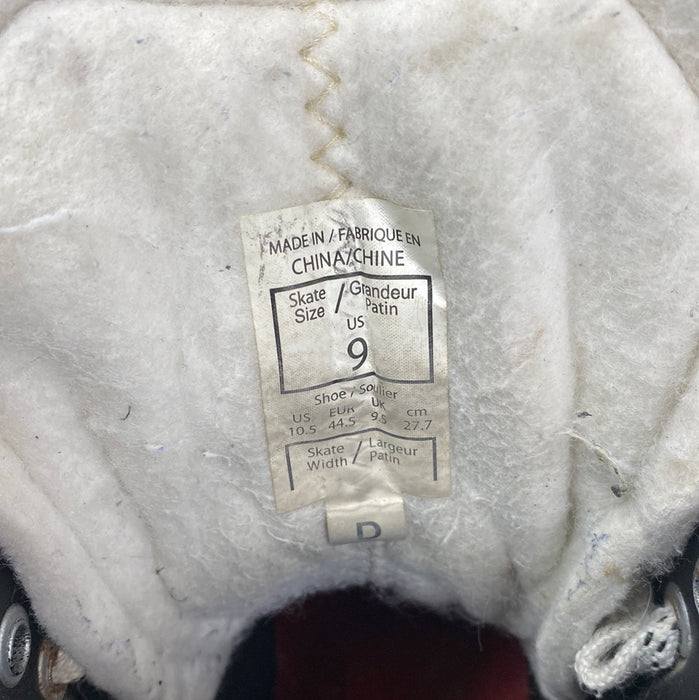 MADE IN / FABRIQUE EN
CHINA/CHINE
Skate Size / Grandeur Patin
US
9
Shoe / Soulier
US EUR UK cm
10.5 44.5 9.5 27.7
Skate Width / Largeur Patin
D